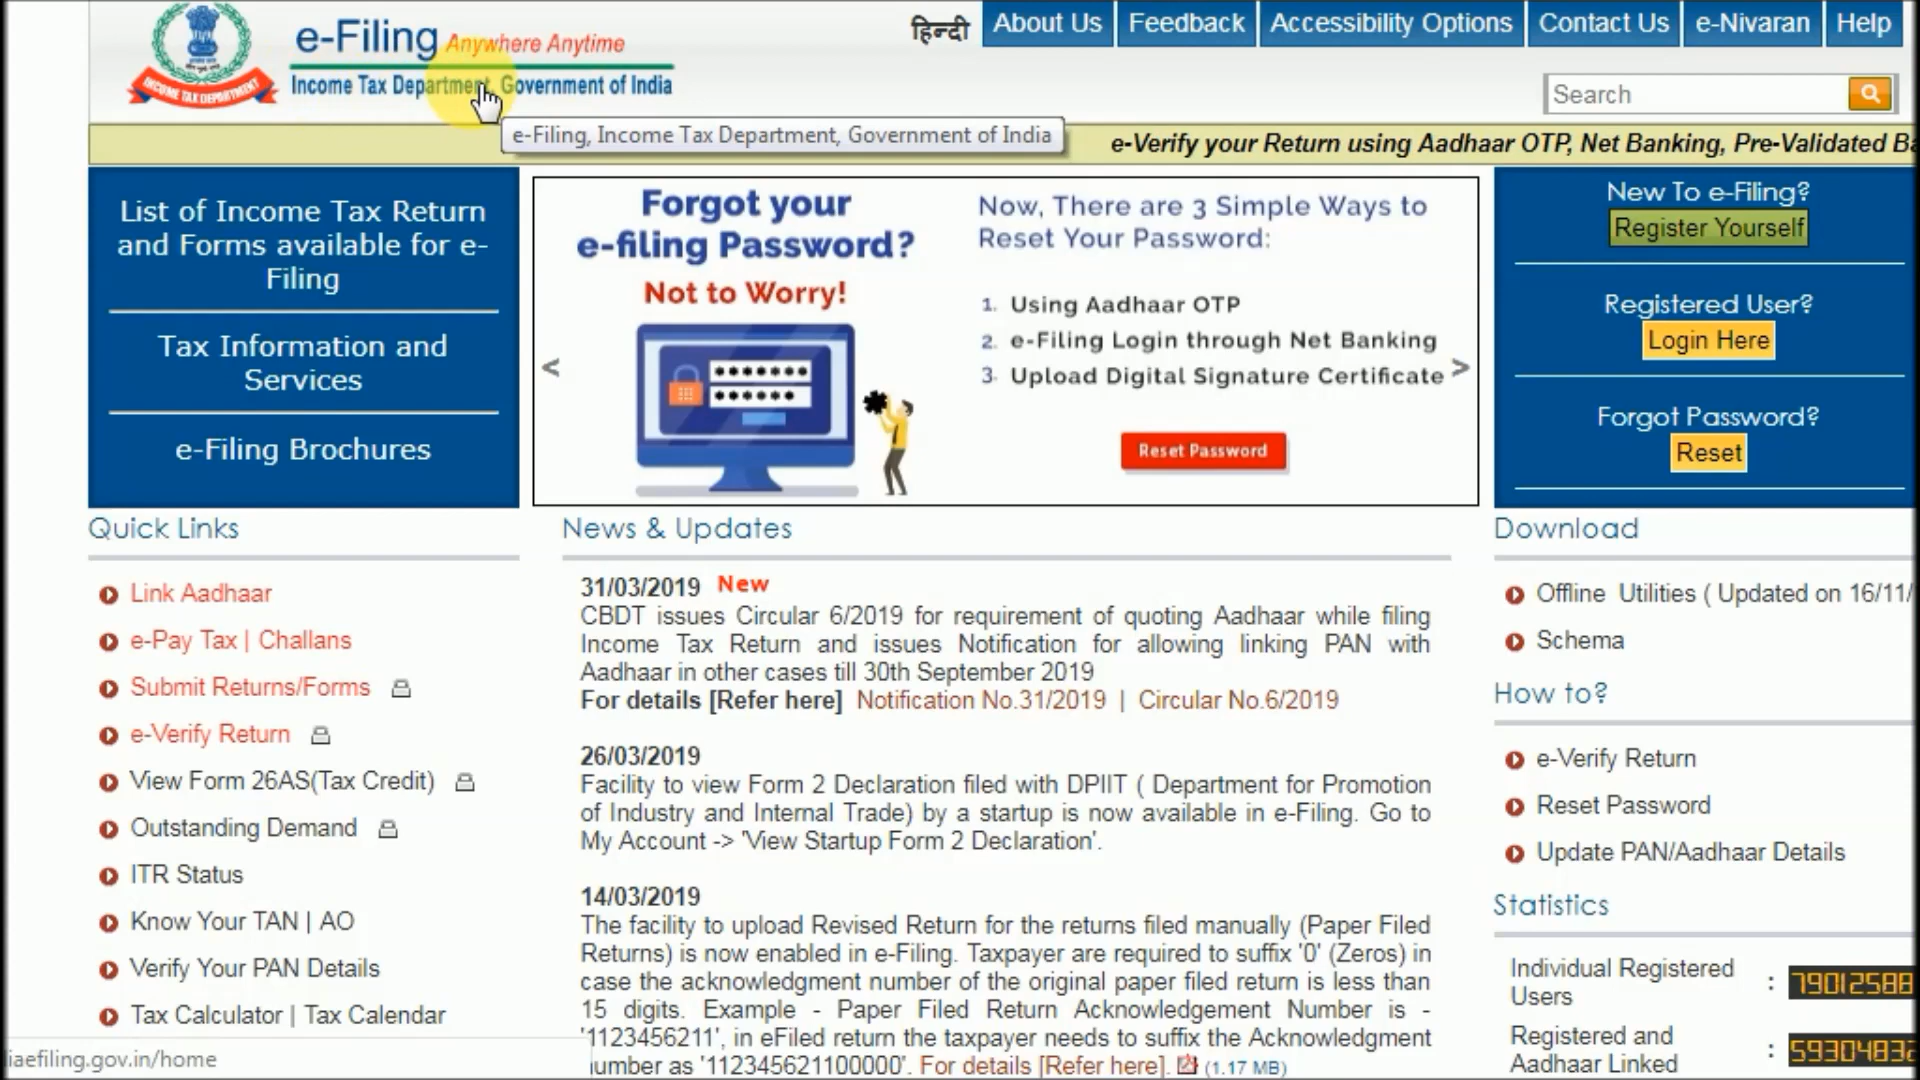 e-Filing Anywhere Anytime
Income Tax Department, Government of India
INCOME TAX DEPARTMENT
हिन्दी
About Us
Feedback
Accessibility Options
Contact Us
e-Nivaran
Help
Search
e-Filing, Income Tax Department, Government of India
e-Verify your Return using Aadhaar OTP, Net Banking, Pre-Validated
List of Income Tax Return
and Forms available for e-
Filing
Tax Information and
Services
e-Filing Brochures
Forgot your
e-filing Password?
Not to Worry!
Now, There are 3 Simple Ways to
Reset Your Password:
1. Using Aadhaar OTP
2. e-Filing Login through Net Banking
3. Upload Digital Signature Certificate
Reset Password
<
>
New To e-Filing?
Register Yourself
Registered User?
Login Here
Forgot Password?
Reset
Quick Links
Link Aadhaar
e-Pay Tax | Challans
Submit Returns/Forms
e-Verify Return
View Form 26AS(Tax Credit)
Outstanding Demand
ITR Status
Know Your TAN | AO
Verify Your PAN Details
Tax Calculator | Tax Calendar
iaefiling.gov.in/home
News & Updates
31/03/2019 New
CBDT issues Circular 6/2019 for requirement of quoting Aadhaar while filing
Income Tax Return and issues Notification for allowing linking PAN with
Aadhaar in other cases till 30th September 2019
For details [Refer here] Notification No.31/2019 | Circular No.6/2019
26/03/2019
Facility to view Form 2 Declaration filed with DPIIT ( Department for Promotion
of Industry and Internal Trade) by a startup is now available in e-Filing. Go to
My Account -> 'View Startup Form 2 Declaration'.
14/03/2019
The facility to upload Revised Return for the returns filed manually (Paper Filed
Returns) is now enabled in e-Filing. Taxpayer are required to suffix '0' (Zeros) in
case the acknowledgment number of the original paper filed return is less than
15 digits. Example - Paper Filed Return Acknowledgement Number is -
'1123456211', in eFiled return the taxpayer needs to suffix the Acknowledgment
umber as '112345621100000'. For details [Refer here]. (1.17 MB)
Download
Offline Utilities ( Updated on 16/11/
Schema
How to?
e-Verify Return
Reset Password
Update PAN/Aadhaar Details
Statistics
Individual Registered
Users : 79012588
Registered and
Aadhaar Linked : 5930483